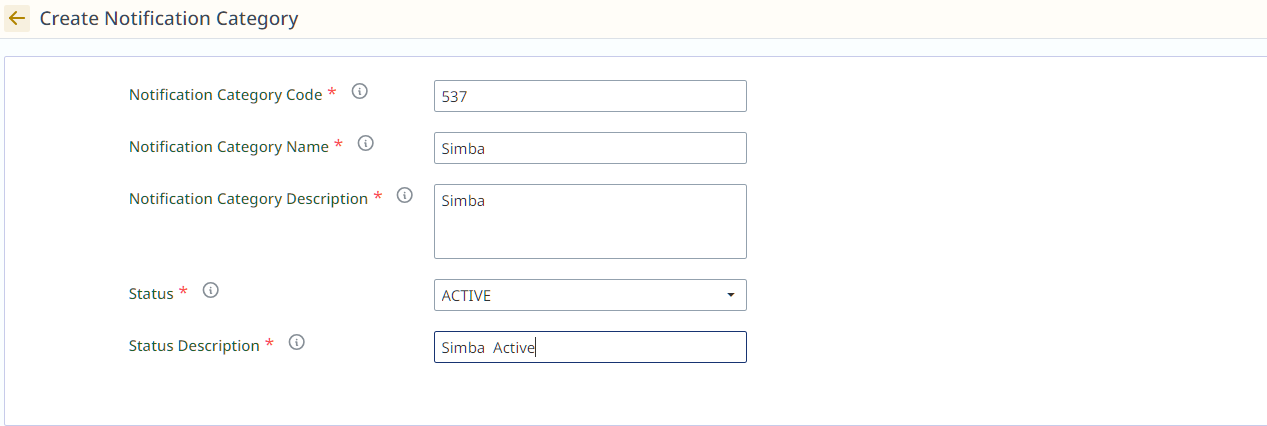 Create Notification Category
Notification Category Code * 537
Notification Category Name * Simba
Notification Category Description * Simba
Status * ACTIVE
Status Description * Simba  Active